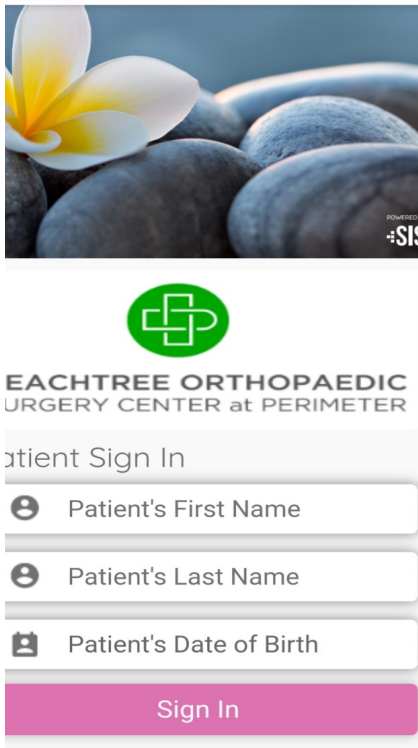 POWERED
SIS
EACHTREE ORTHOPAEDIC
URGERY CENTER at PERIMETER
atient Sign In
Patient's First Name
Patient's Last Name
Patient's Date of Birth
Sign In